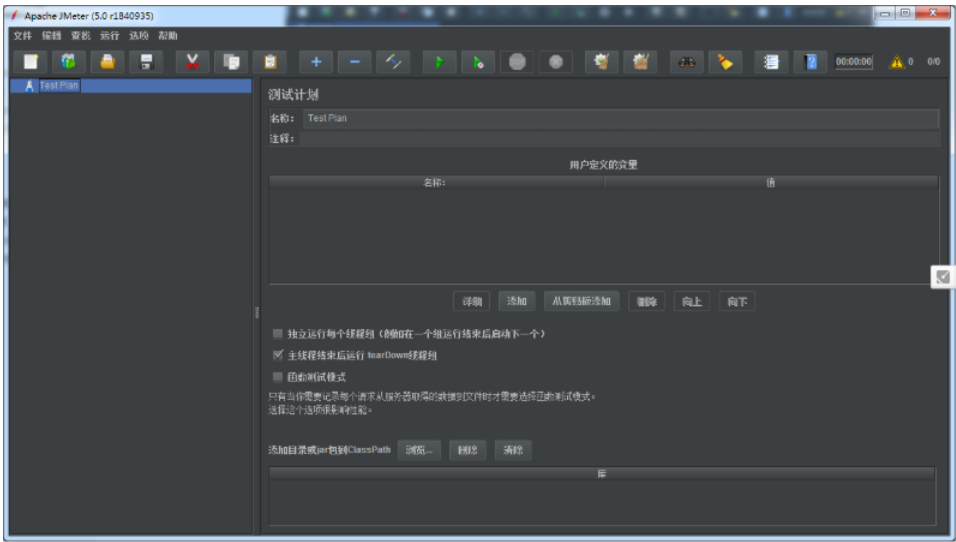 Apache JMeter (5.0 r1840935)
文件 编辑 查找 运行 选项 帮助
00:00:00 0 0/0
Test Plan
测试计划
名称： Test Plan
注释：
用户定义的变量
名称： 值
详细 添加 从剪贴板添加 删除 向上 向下
独立运行每个线程组（例如在一个组运行结束后启动下一个）
主线程结束后运行 tearDown线程组
函数测试模式
只有当你需要记录每个请求从服务器取得的数据到文件时才需要选择函数测试模式。
选择这个选项很影响性能。
添加目录或jar包到ClassPath 浏览... 删除 清除
库